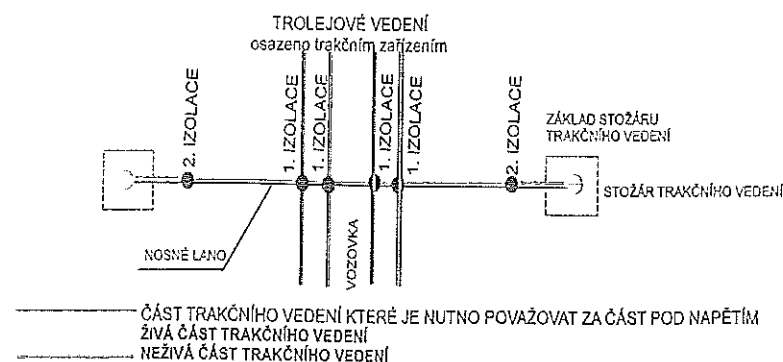 TROLEJOVÉ VEDENÍ
osazeno trakčním zařízením
2. IZOLACE
1. IZOLACE
1. IZOLACE
1. IZOLACE
1. IZOLACE
2. IZOLACE
ZÁKLAD STOŽÁRU
TRAKČNÍHO VEDENÍ
STOŽÁR TRAKČNÍHO VEDENÍ
NOSNÉ LANO
VOZOVKA
ČÁST TRAKČNÍHO VEDENÍ KTERÉ JE NUTNO POVAŽOVAT ZA ČÁST POD NAPĚTÍM
ŽIVÁ ČÁST TRAKČNÍHO VEDENÍ
NEŽIVÁ ČÁST TRAKČNÍHO VEDENÍ